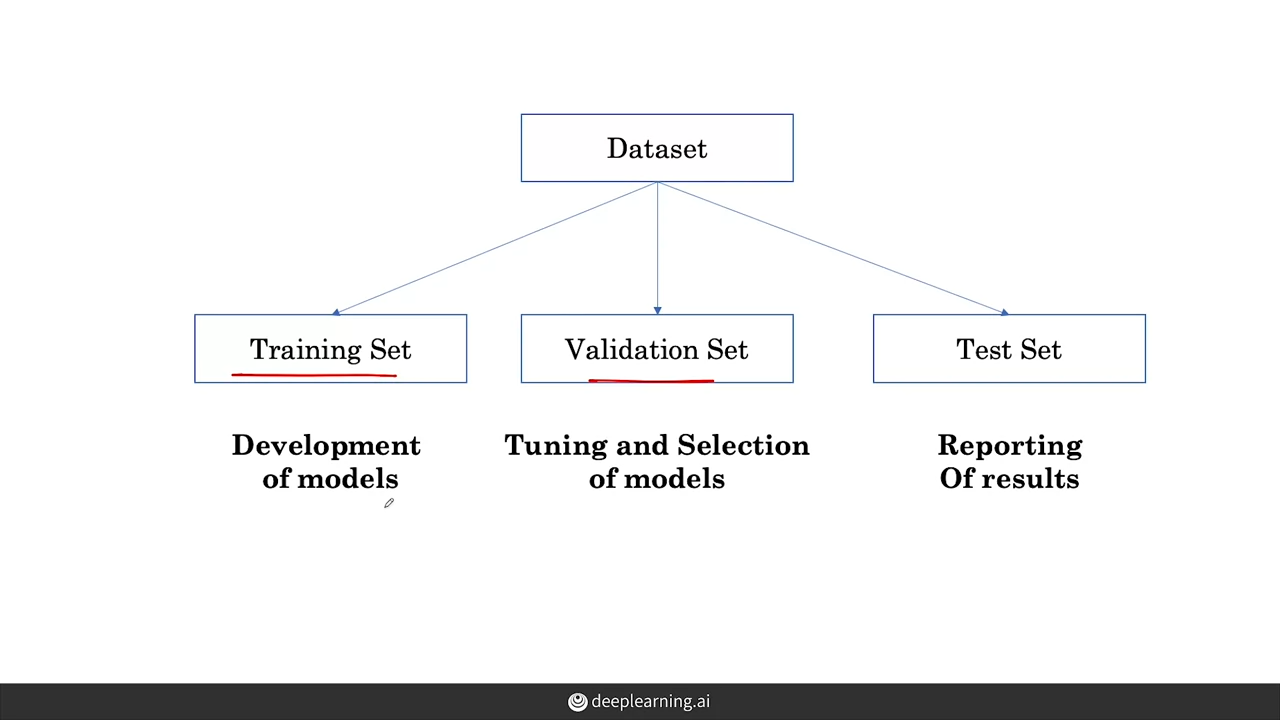 Dataset
Training Set
Validation Set
Test Set
Development
of models
Tuning and Selection
of models
Reporting
Of results
deeplearning.ai